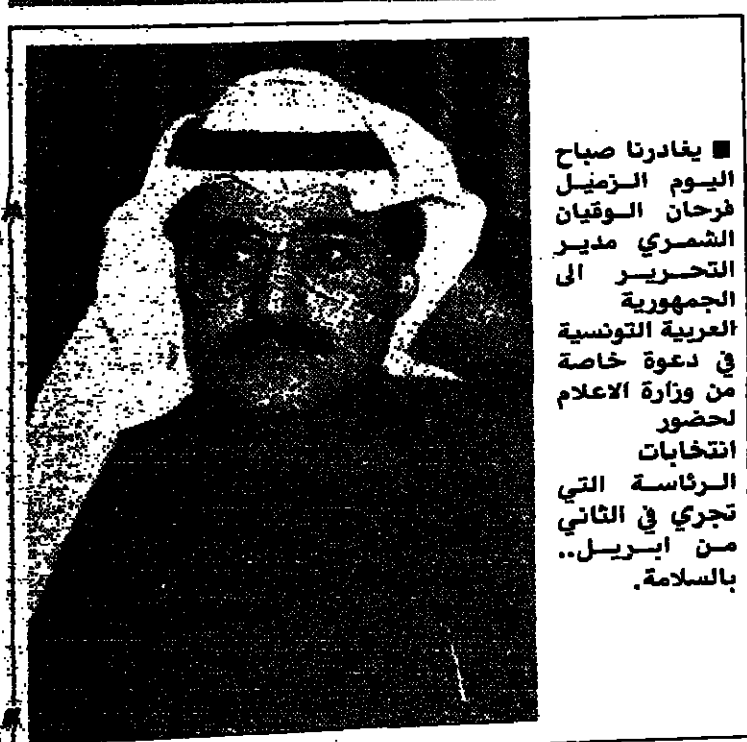 ■ يغادرنا صباح
اليوم الزميل
فرحان الوقيان
الشمري مدير
التحرير الى
الجمهورية
العربية التونسية
في دعوة خاصة
من وزارة الاعلام
لحضور
انتخابات
الرئاسة التي
تجري في الثاني
من ابريل..
بالسلامة.